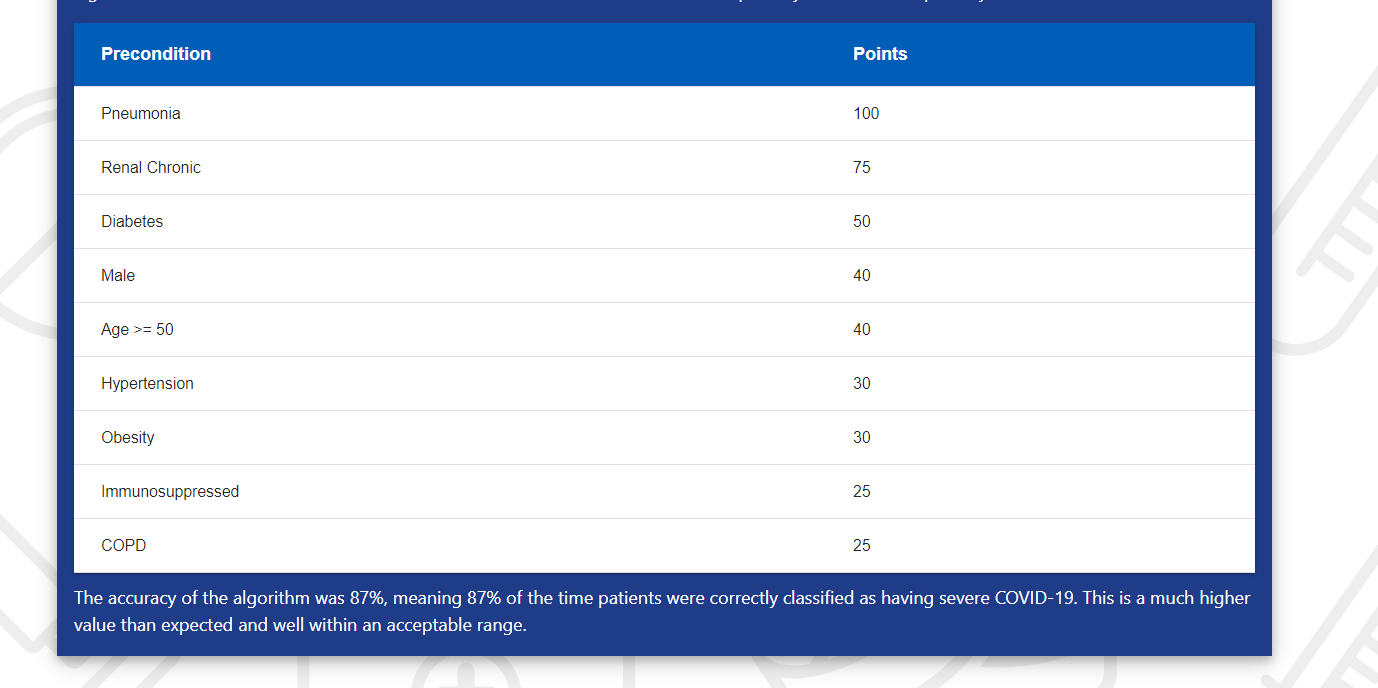 Precondition Points
Pneumonia 100
Renal Chronic 75
Diabetes 50
Male 40
Age >= 50 40
Hypertension 30
Obesity 30
Immunosuppressed 25
COPD 25
The accuracy of the algorithm was 87%, meaning 87% of the time patients were correctly classified as having severe COVID-19. This is a much higher
value than expected and well within an acceptable range.